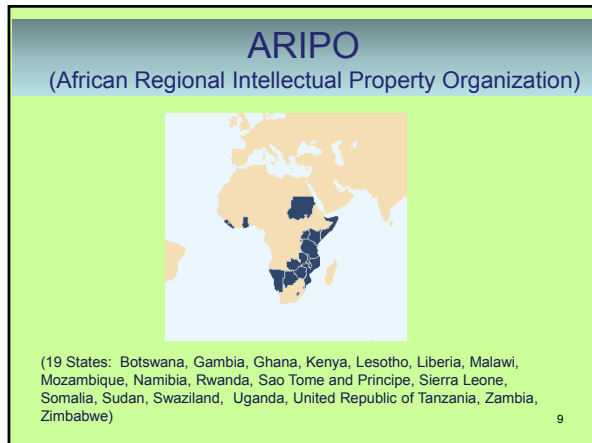 ARIPO
(African Regional Intellectual Property Organization)
(19 States:  Botswana, Gambia, Ghana, Kenya, Lesotho, Liberia, Malawi,
Mozambique, Namibia, Rwanda, Sao Tome and Principe, Sierra Leone,
Somalia, Sudan, Swaziland,  Uganda, United Republic of Tanzania, Zambia,
Zimbabwe)
9